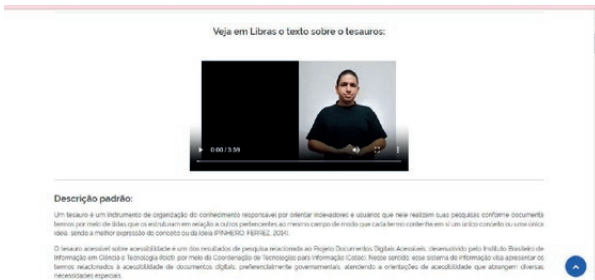 Veja em Libras o texto sobre o tesauros:
0:00 / 3:59
Descrição padrão:
Um tesauro é um instrumento de organização do conhecimento responsável por orientar indexadores e usuários que nele realizem suas pesquisas conforme documenta
termos por meio de listas que os estruturam em relação a outros pertencentes ao mesmo campo de modo que cada termo contenha em si um único conceito ou uma única
ideia, sendo a melhor expressão do conceito ou da ideia (PINHEIRO; FERREZ, 2014).
O tesauro acessível sobre acessibilidade é um dos resultados de pesquisa relacionada ao Projeto Documentos Digitais Acessíveis, desenvolvido pelo Instituto Brasileiro de
Informação em Ciência e Tecnologia (Ibict), por meio da Coordenação de Tecnologias para Informação (Cotec). Nesse sentido, esse sistema de informação visa apresentar os
termos relacionados à acessibilidade de documentos digitais, preferencialmente governamentais, atendendo a orientações de acessibilidade que abrangem diversas
necessidades especiais.